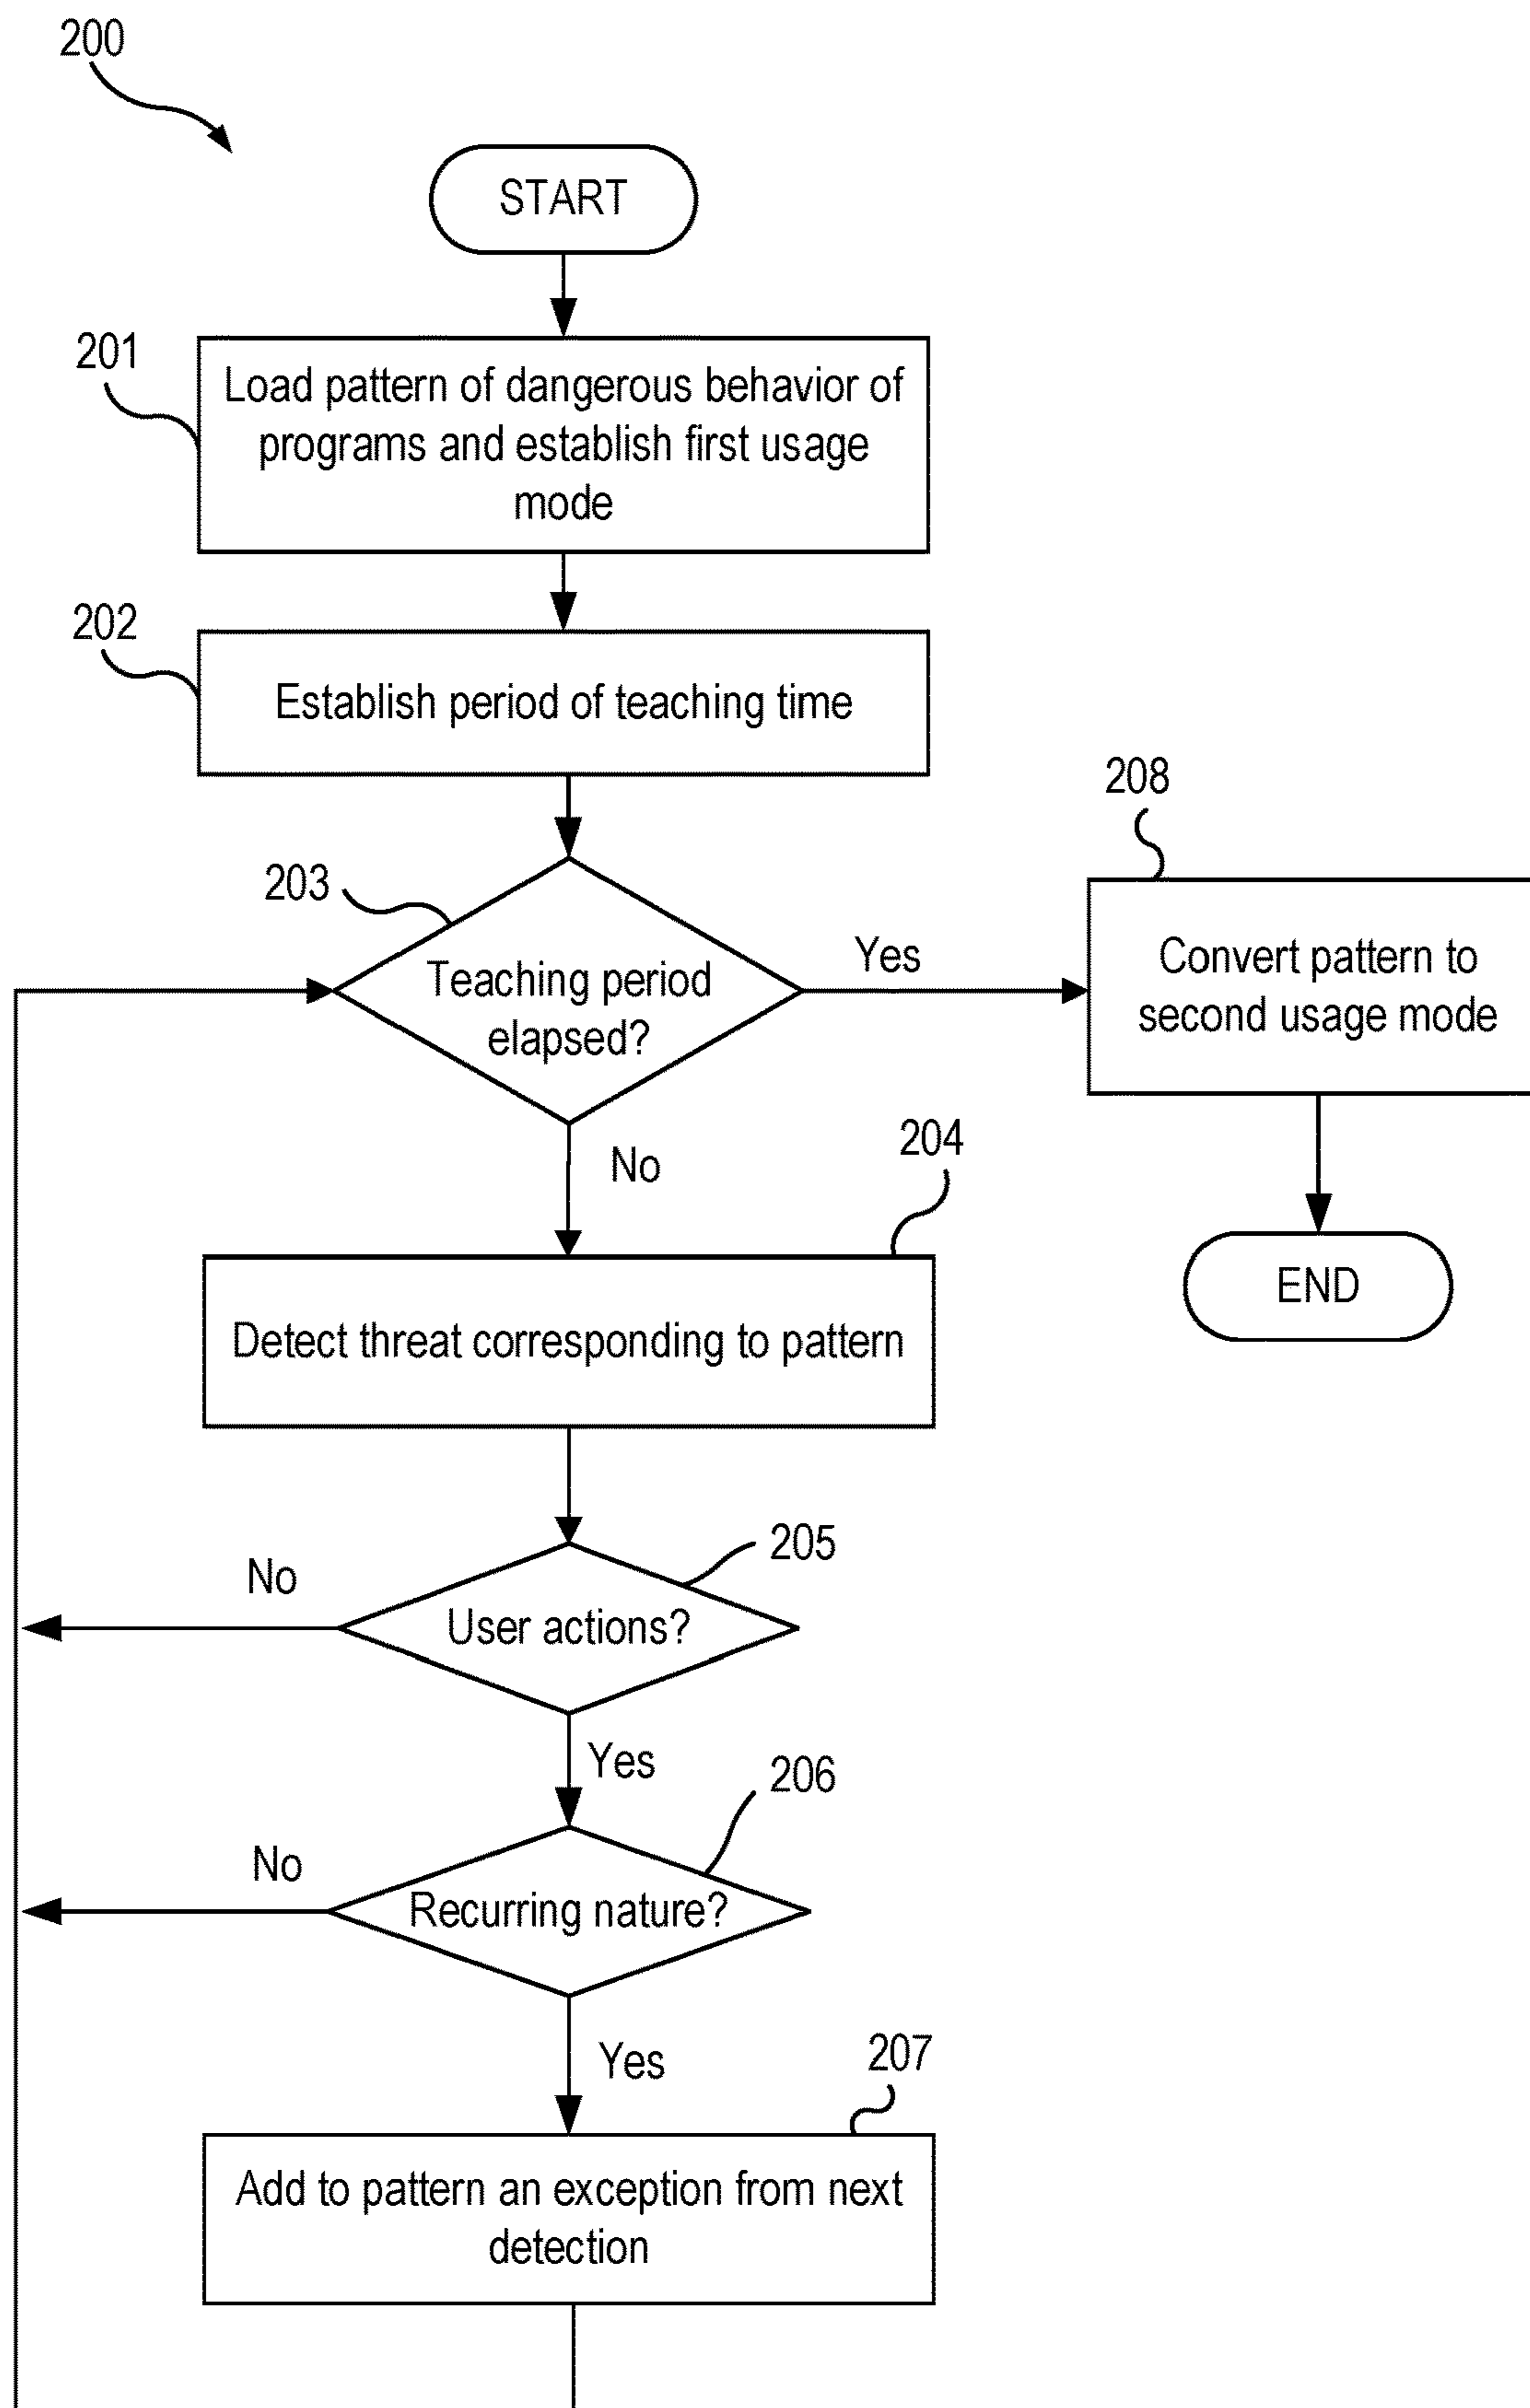 200
START
201
Load pattern of dangerous behavior of
programs and establish first usage
mode
202
Establish period of teaching time
208
203
Teaching period
elapsed?
Yes
Convert pattern to
second usage mode
No
204
END
Detect threat corresponding to pattern
205
No
User actions?
Yes
206
No
Recurring nature?
Yes
207
Add to pattern an exception from next
detection